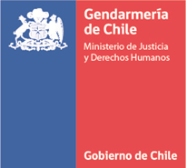 Gendarmería
de Chile
Ministerio de Justicia
y Derechos Humanos
Gobierno de Chile